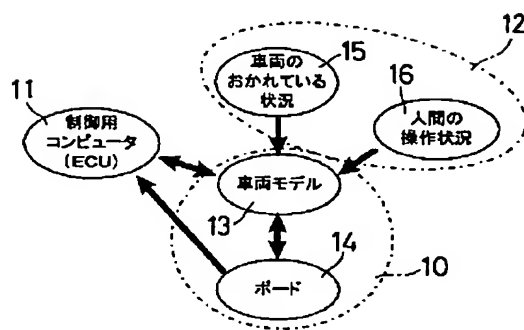 12
15
車両の
おかれている
状況
16
人間の
操作状況
11
制御用
コンピュータ
(ECU)
車両モデル
13
14
ボード
10